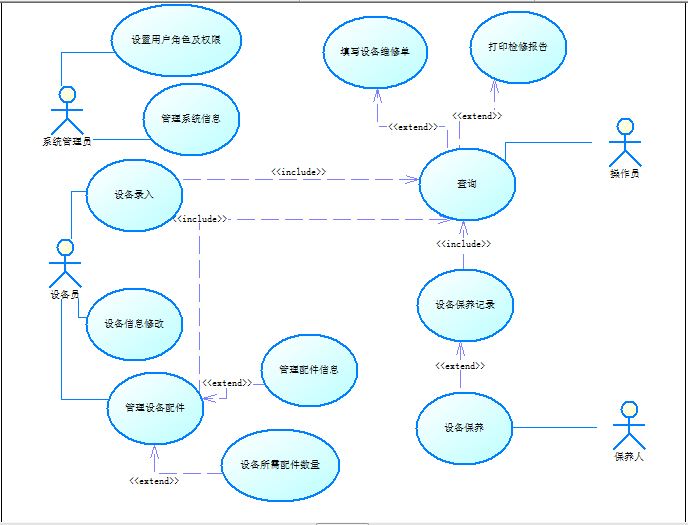 设置用户角色及权限
填写设备维修单
打印检修报告
管理系统信息
系统管理员
<<extend>>
<<extend>>
操作员
设备录入
<<include>>
查询
<<include>>
设备员
<<include>>
设备保养记录
设备信息修改
管理配件信息
<<extend>>
<<extend>>
管理设备配件
设备保养
保养人
设备所需配件数量
<<extend>>